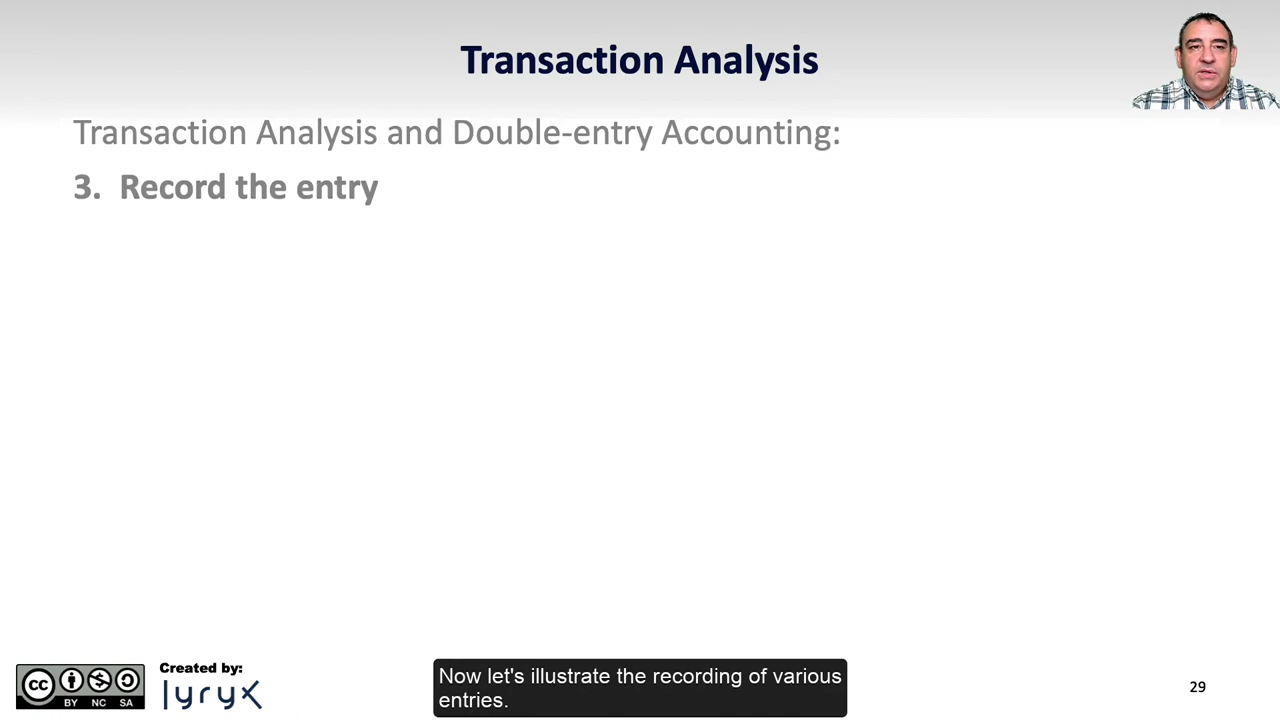 Transaction Analysis
Transaction Analysis and Double-entry Accounting:
3. Record the entry
Created by:
lyryx
cc
BY NC SA
Now let's illustrate the recording of various
entries.
29